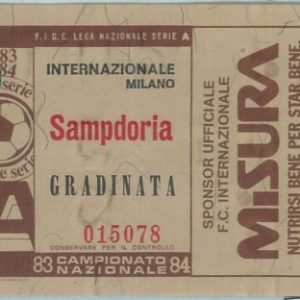 F.I.G.C. LEGA NAZIONALE SERIE A
83
84
serie
INTERNAZIONALE
MILANO
Sampdoria
GRADINATA
015078
CONSERVARE PER IL CONTROLLO
83 CAMPIONATO 84
NAZIONALE
serie
A
SPONSOR UFFICIALE
F.C. INTERNAZIONALE
MISURA
NUTRIRSI BENE PER STAR BENE.